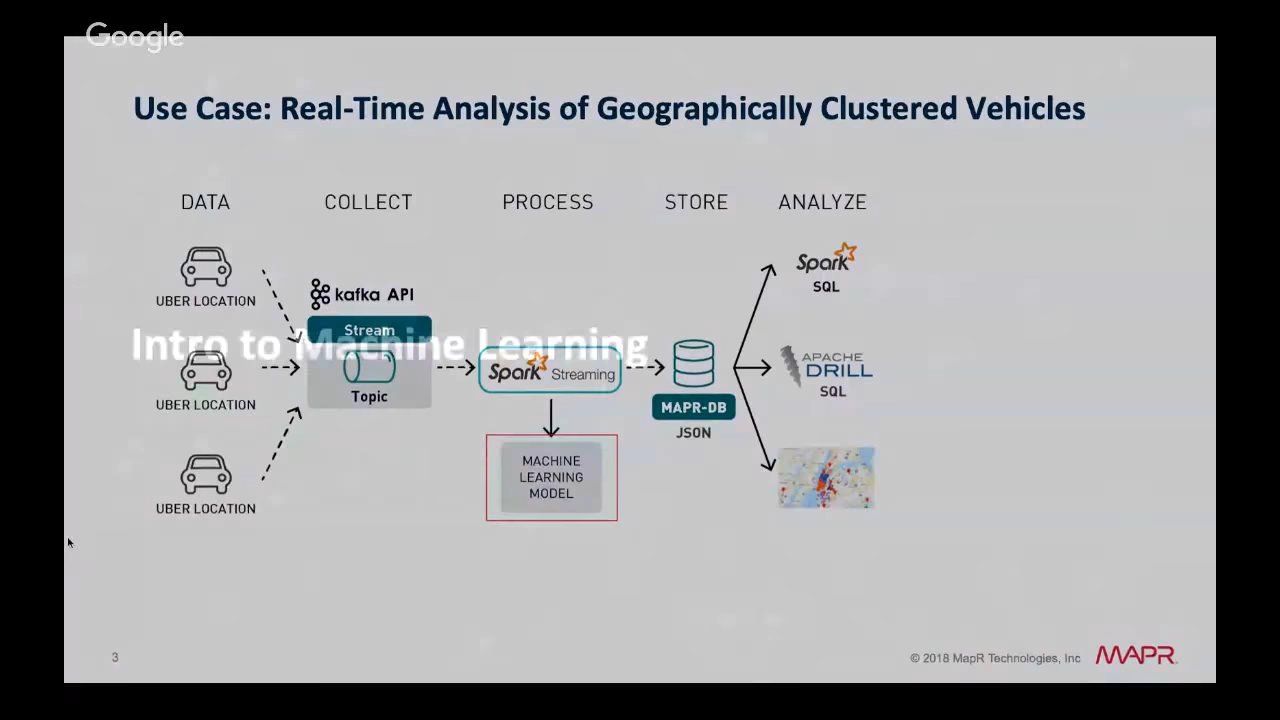 Google
Use Case: Real-Time Analysis of Geographically Clustered Vehicles
DATA COLLECT PROCESS STORE ANALYZE
UBER LOCATION
kafka API
Stream
Topic
Intro to Machine Learning
UBER LOCATION
Spark Streaming
MACHINE
LEARNING
MODEL
UBER LOCATION
MAPR-DB
JSON
Spark
SQL
APACHE
DRILL
SQL
3
© 2018 MapR Technologies, Inc MAPR